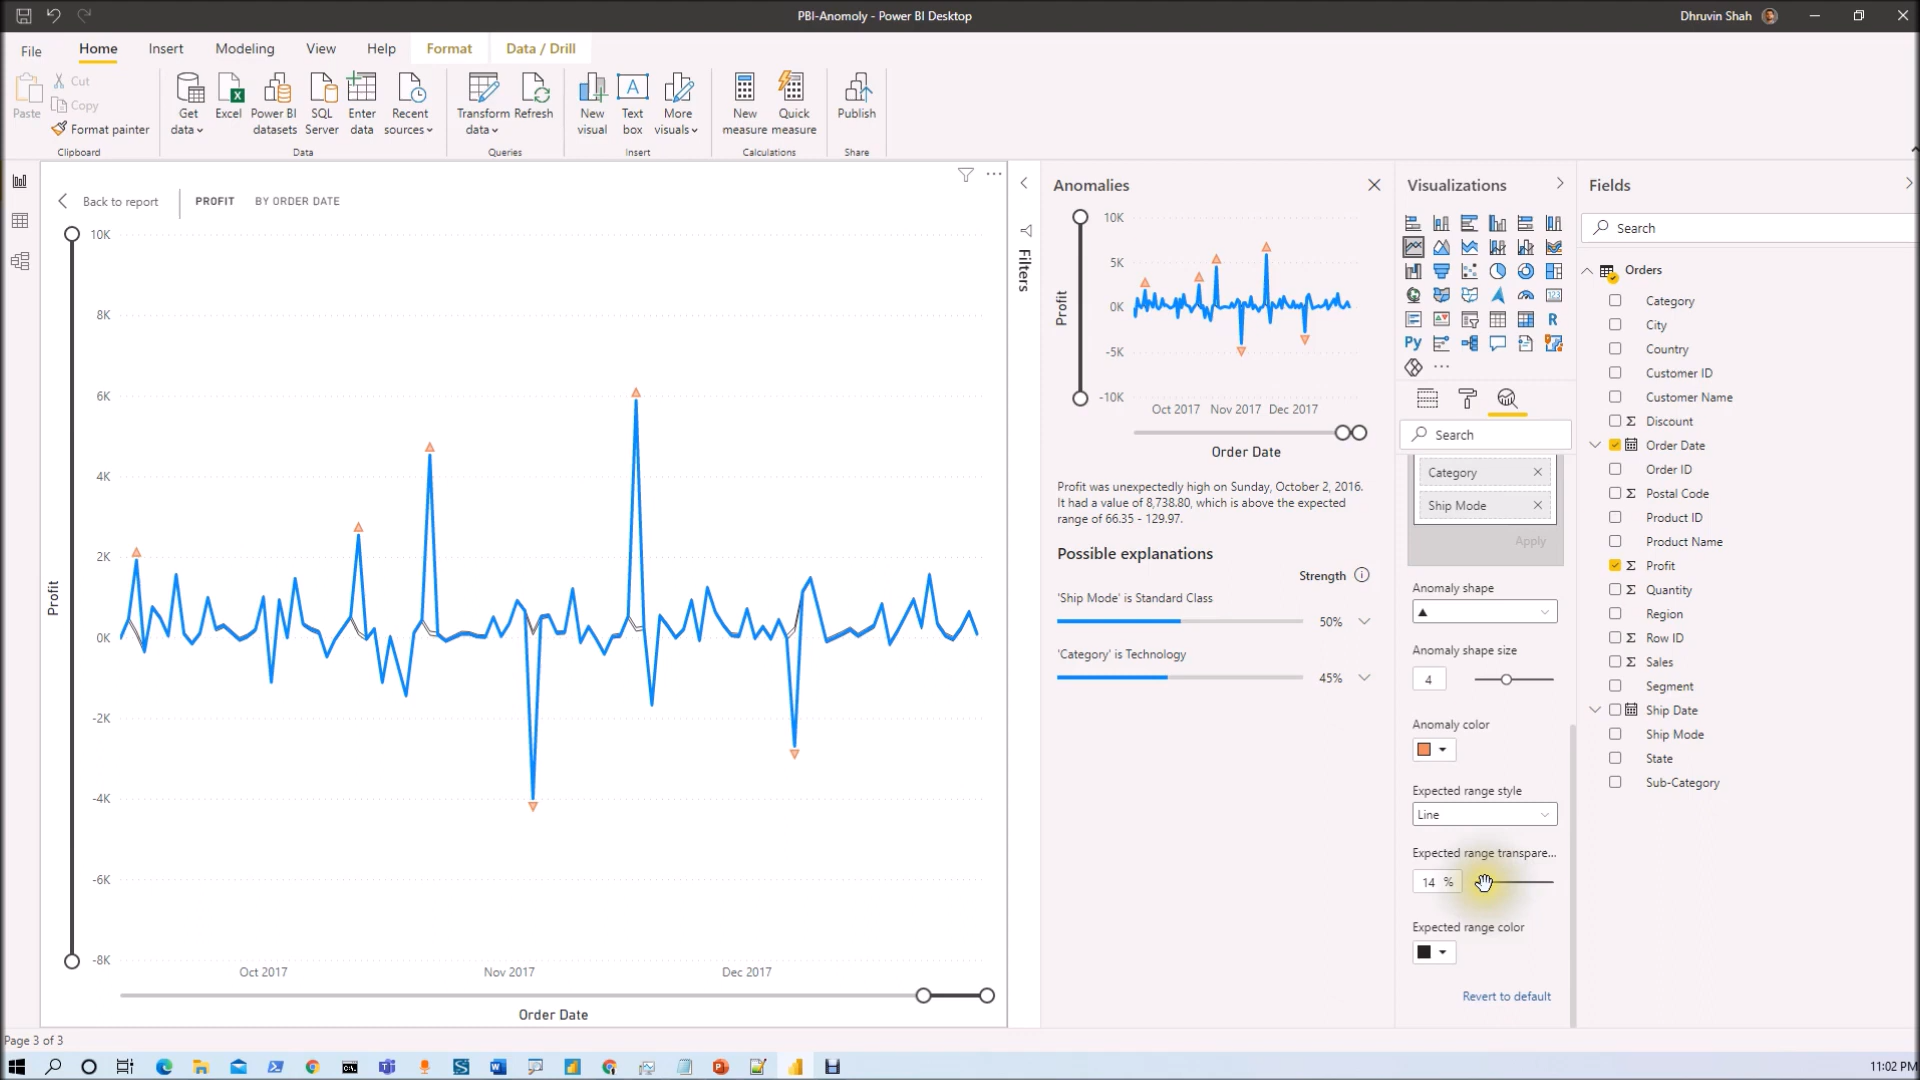 PBI-Anomoly - Power BI Desktop
Dhruvin Shah
File
Home
Insert
Modeling
View
Help
Format
Data / Drill
Paste
Cut
Copy
Format painter
Clipboard
Get data
Excel
Power BI datasets
SQL Server
Enter data
Recent sources
Data
Transform data
Refresh
Queries
New visual
Text box
More visuals
Insert
New measure
Quick measure
Calculations
Publish
Share
Back to report
PROFIT
BY ORDER DATE
10K
8K
6K
4K
2K
0K
-2K
-4K
-6K
-8K
Profit
Oct 2017
Nov 2017
Dec 2017
Order Date
Filters
Anomalies
10K
5K
0K
-5K
-10K
Profit
Oct 2017
Nov 2017
Dec 2017
Order Date
Profit was unexpectedly high on Sunday, October 2, 2016.
It had a value of 8,738.80, which is above the expected
range of 66.35 - 129.97.
Possible explanations
Strength
'Ship Mode' is Standard Class
50%
'Category' is Technology
45%
Visualizations
123
R
Py
Search
Category
Ship Mode
Apply
Anomaly shape
Anomaly shape size
4
Anomaly color
Expected range style
Line
Expected range transpare...
14 %
Expected range color
Revert to default
Fields
Search
Orders
Category
City
Country
Customer ID
Customer Name
Discount
Order Date
Order ID
Postal Code
Product ID
Product Name
Profit
Quantity
Region
Row ID
Sales
Segment
Ship Date
Ship Mode
State
Sub-Category
Page 3 of 3
11:02 PM